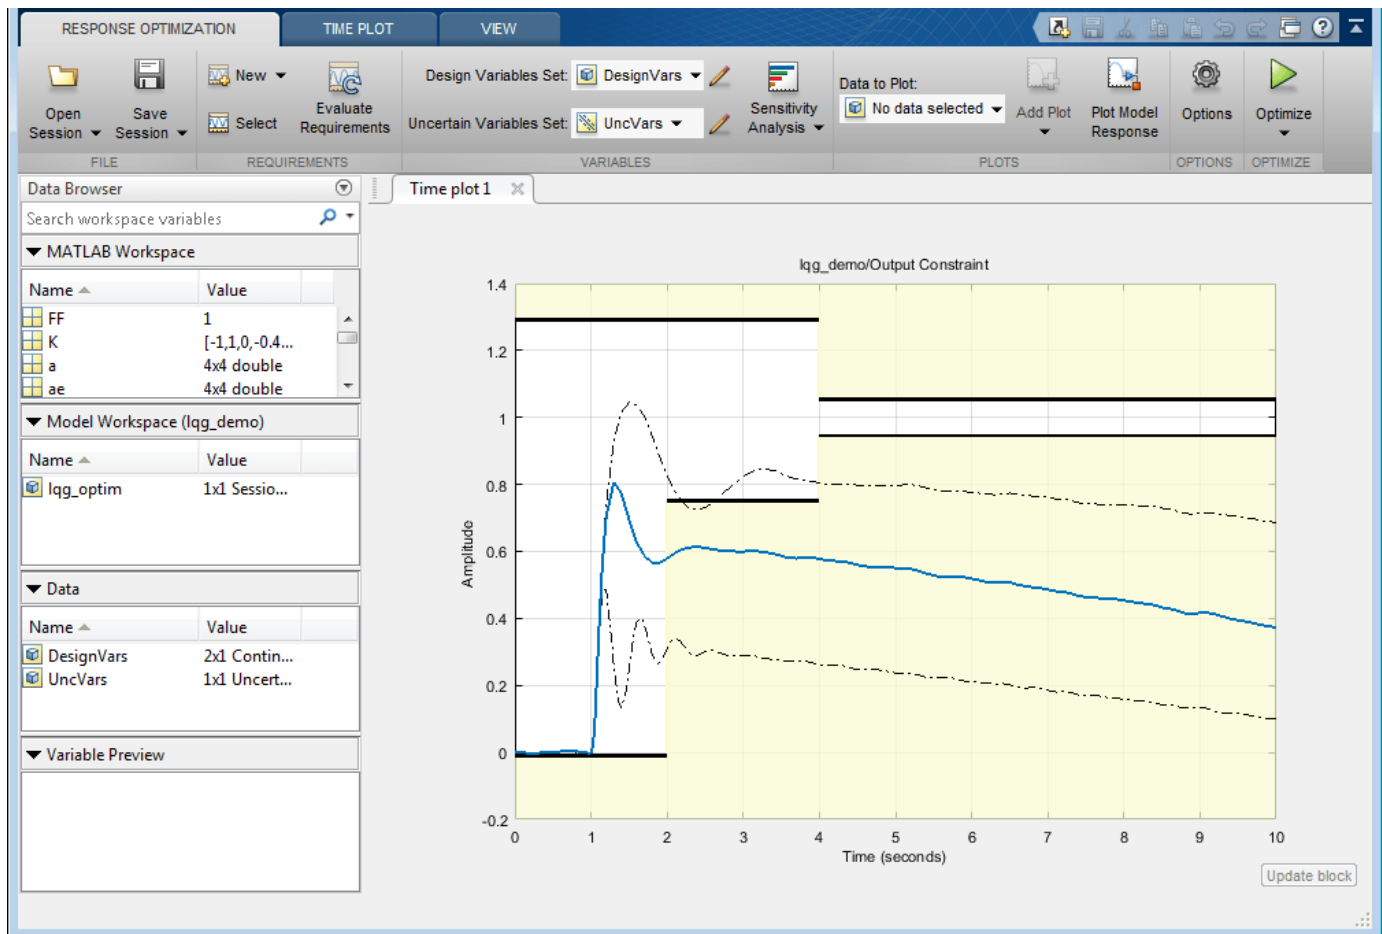 RESPONSE OPTIMIZATION
TIME PLOT
VIEW
Open Session
Save Session
New
Select
Evaluate Requirements
Design Variables Set: DesignVars
Uncertain Variables Set: UncVars
Sensitivity Analysis
Data to Plot:
No data selected
Add Plot
Plot Model Response
Options
Optimize
FILE
REQUIREMENTS
VARIABLES
PLOTS
OPTIONS
OPTIMIZE
Data Browser
Search workspace variables
MATLAB Workspace
Name Value
FF 1
K [-1,1,0,-0.4...
a 4x4 double
ae 4x4 double
Model Workspace (lqg_demo)
Name Value
lqg_optim 1x1 Sessio...
Data
Name Value
DesignVars 2x1 Contin...
UncVars 1x1 Uncert...
Variable Preview
Time plot 1
lqg_demo/Output Constraint
1.4
1.2
1
0.8
0.6
0.4
0.2
0
-0.2
Amplitude
0 1 2 3 4 5 6 7 8 9 10
Time (seconds)
Update block